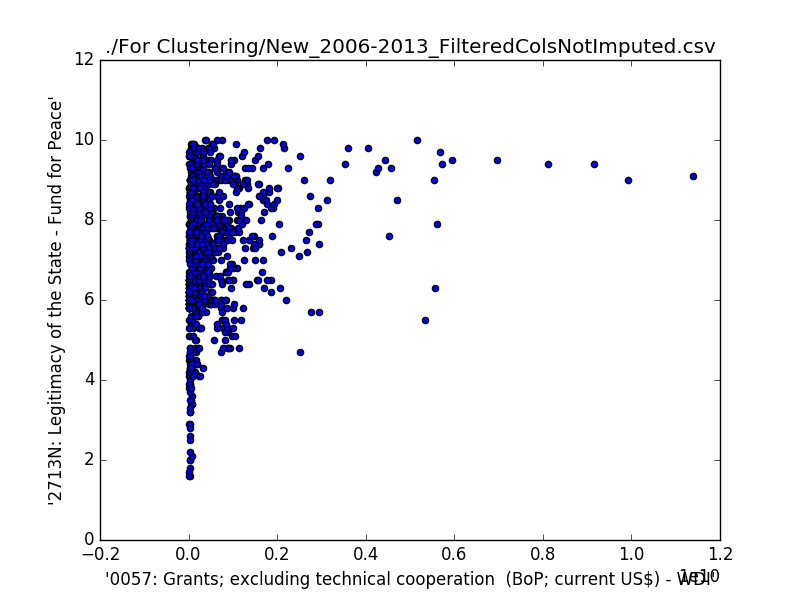 ./For Clustering/New_2006-2013_FilteredColsNotImputed.csv
'2713N: Legitimacy of the State - Fund for Peace'
12
10
8
6
4
2
0
−0.2 0.0 0.2 0.4 0.6 0.8 1.0 1.2
1e10
'0057: Grants; excluding technical cooperation (BoP; current US$) - WDI'